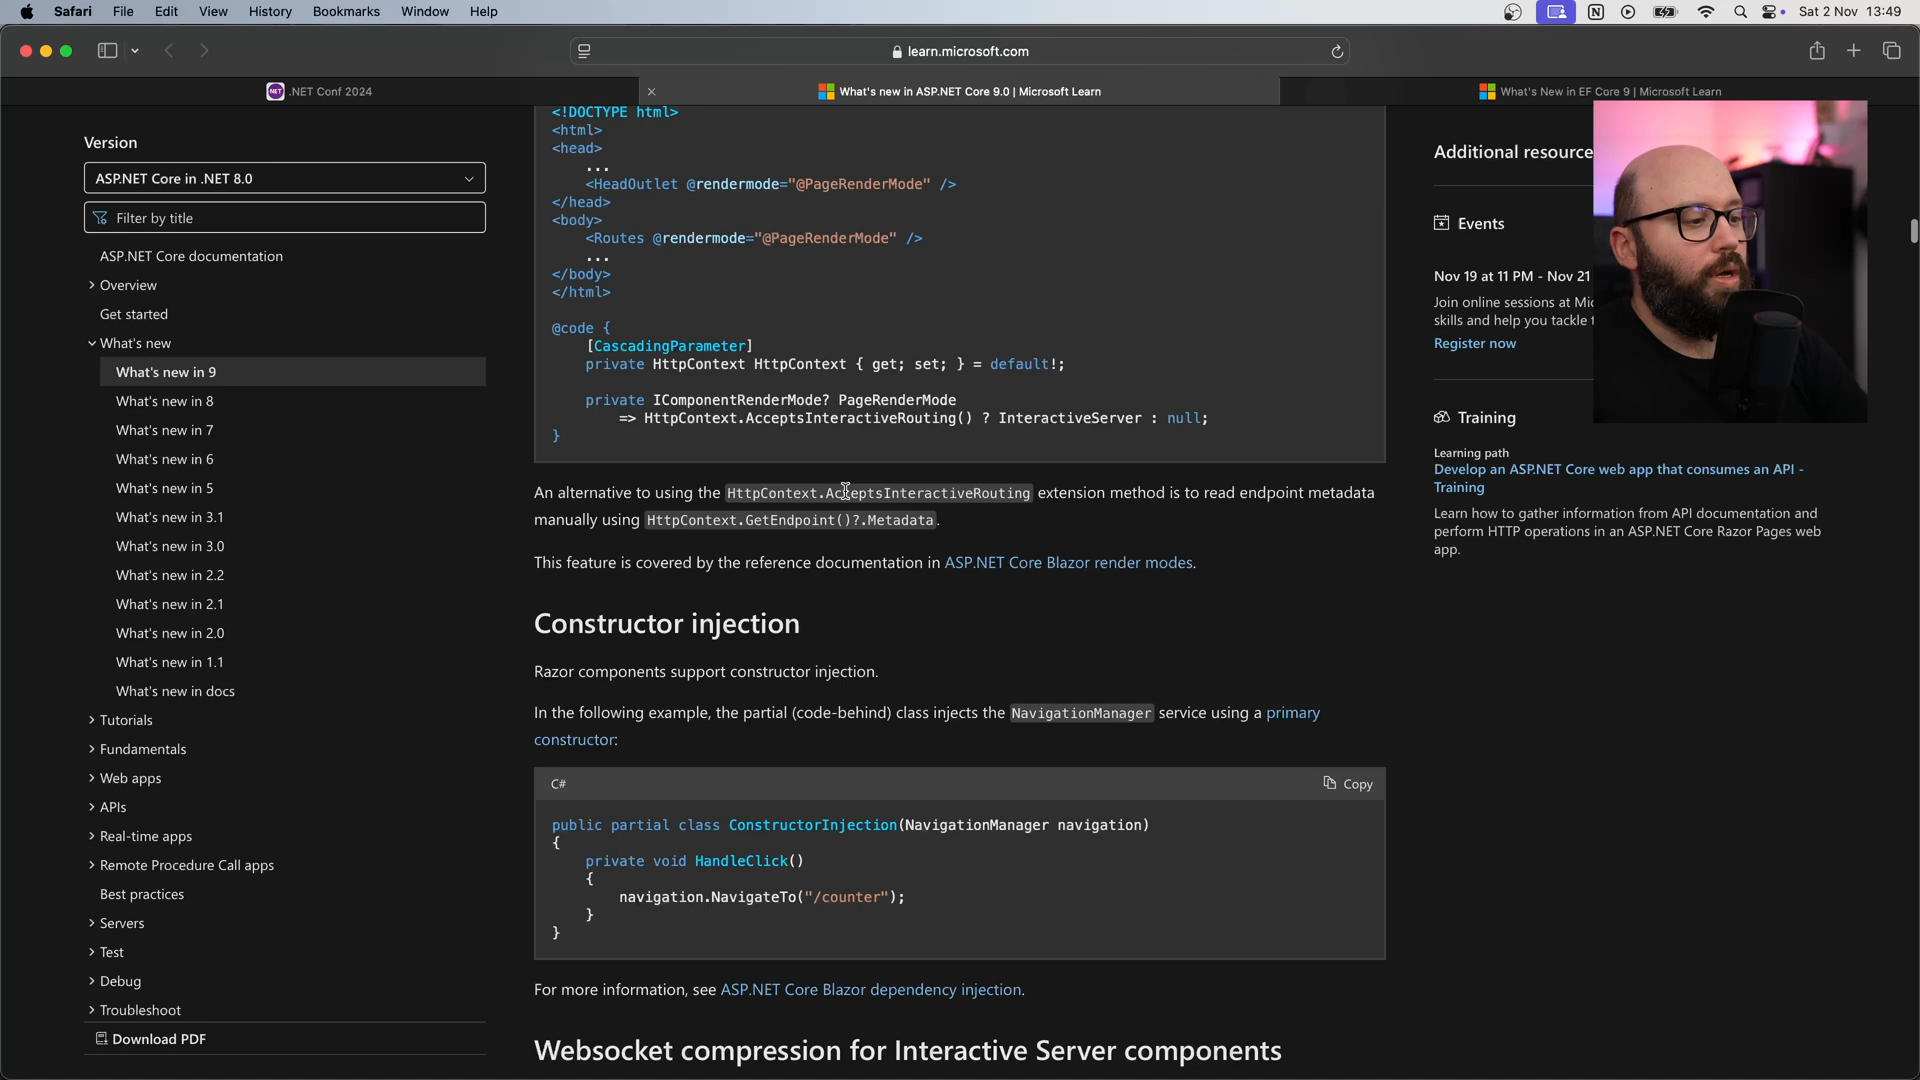 Safari File Edit View History Bookmarks Window Help Sat 2 Nov 13:49
learn.microsoft.com
.NET Conf 2024
What's new in ASP.NET Core 9.0 | Microsoft Learn
What's New in EF Core 9 | Microsoft Learn
Version
ASP.NET Core in .NET 8.0
Filter by title
ASP.NET Core documentation
Overview
Get started
What's new
What's new in 9
What's new in 8
What's new in 7
What's new in 6
What's new in 5
What's new in 3.1
What's new in 3.0
What's new in 2.2
What's new in 2.1
What's new in 2.0
What's new in 1.1
What's new in docs
Tutorials
Fundamentals
Web apps
APIs
Real-time apps
Remote Procedure Call apps
Best practices
Servers
Test
Debug
Troubleshoot
Download PDF
<!DOCTYPE html>
<html>
<head>
...
<HeadOutlet @rendermode="@PageRenderMode" />
</head>
<body>
<Routes @rendermode="@PageRenderMode" />
...
</body>
</html>
@code {
[CascadingParameter]
private HttpContext HttpContext { get; set; } = default!;
private IComponentRenderMode? PageRenderMode
=> HttpContext.AcceptsInteractiveRouting() ? InteractiveServer : null;
}
An alternative to using the HttpContext.AcceptsInteractiveRouting extension method is to read endpoint metadata
manually using HttpContext.GetEndpoint()?.Metadata.
This feature is covered by the reference documentation in ASP.NET Core Blazor render modes.
Constructor injection
Razor components support constructor injection.
In the following example, the partial (code-behind) class injects the NavigationManager service using a primary
constructor:
C# Copy
public partial class ConstructorInjection(NavigationManager navigation)
{
private void HandleClick()
{
navigation.NavigateTo("/counter");
}
}
For more information, see ASP.NET Core Blazor dependency injection.
Websocket compression for Interactive Server components
Additional resource
Events
Nov 19 at 11 PM - Nov 21
Join online sessions at Mic
skills and help you tackle
Register now
Training
Learning path
Develop an ASP.NET Core web app that consumes an API -
Training
Learn how to gather information from API documentation and
perform HTTP operations in an ASP.NET Core Razor Pages web
app.